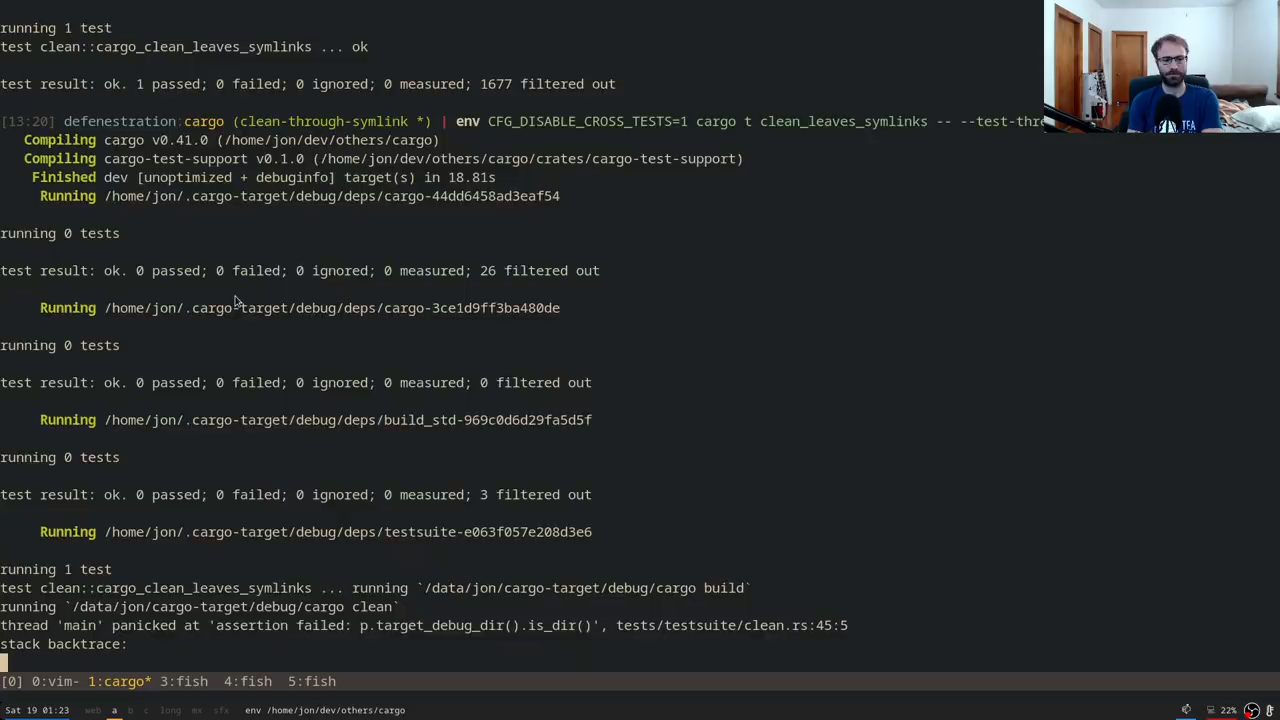 running 1 test
test clean::cargo_clean_leaves_symlinks ... ok
test result: ok. 1 passed; 0 failed; 0 ignored; 0 measured; 1677 filtered out
[13:20] defenestration:cargo (clean-through-symlink *) | env CFG_DISABLE_CROSS_TESTS=1 cargo t clean_leaves_symlinks -- --test-thre
Compiling cargo v0.41.0 (/home/jon/dev/others/cargo)
Compiling cargo-test-support v0.1.0 (/home/jon/dev/others/cargo/crates/cargo-test-support)
Finished dev [unoptimized + debuginfo] target(s) in 18.81s
Running /home/jon/.cargo-target/debug/deps/cargo-44dd6458ad3eaf54
running 0 tests
test result: ok. 0 passed; 0 failed; 0 ignored; 0 measured; 26 filtered out
Running /home/jon/.cargo-target/debug/deps/cargo-3ce1d9ff3ba480de
running 0 tests
test result: ok. 0 passed; 0 failed; 0 ignored; 0 measured; 0 filtered out
Running /home/jon/.cargo-target/debug/deps/build_std-969c0d6d29fa5d5f
running 0 tests
test result: ok. 0 passed; 0 failed; 0 ignored; 0 measured; 3 filtered out
Running /home/jon/.cargo-target/debug/deps/testsuite-e063f057e208d3e6
running 1 test
test clean::cargo_clean_leaves_symlinks ... running `/data/jon/cargo-target/debug/cargo build`
running `/data/jon/cargo-target/debug/cargo clean`
thread 'main' panicked at 'assertion failed: p.target_debug_dir().is_dir()', tests/testsuite/clean.rs:45:5
stack backtrace:
[0] 0:vim- 1:cargo* 3:fish 4:fish 5:fish
Sat 19 01:23 web a b c long mx sfx env /home/jon/dev/others/cargo 22%